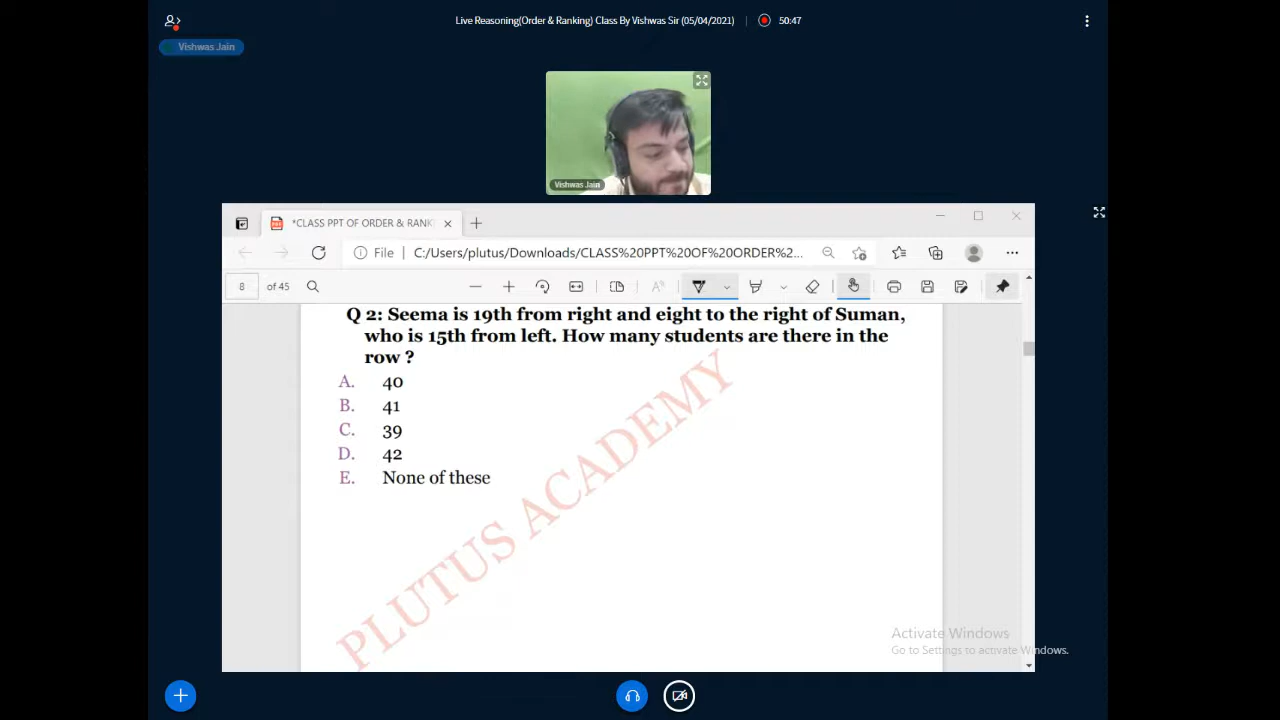 Live Reasoning(Order & Ranking) Class By Vishwas Sir (05/04/2021)
50:47
Vishwas Jain
Vishwas Jain
*CLASS PPT OF ORDER & RANK
File
C:/Users/plutus/Downloads/CLASS%20PPT%20OF%20ORDER%2...
8
of 45
Q 2: Seema is 19th from right and eight to the right of Suman,
who is 15th from left. How many students are there in the
row ?
A. 40
B. 41
C. 39
D. 42
E. None of these
PLUTUS ACADEMY
Activate Windows
Go to Settings to activate Windows.